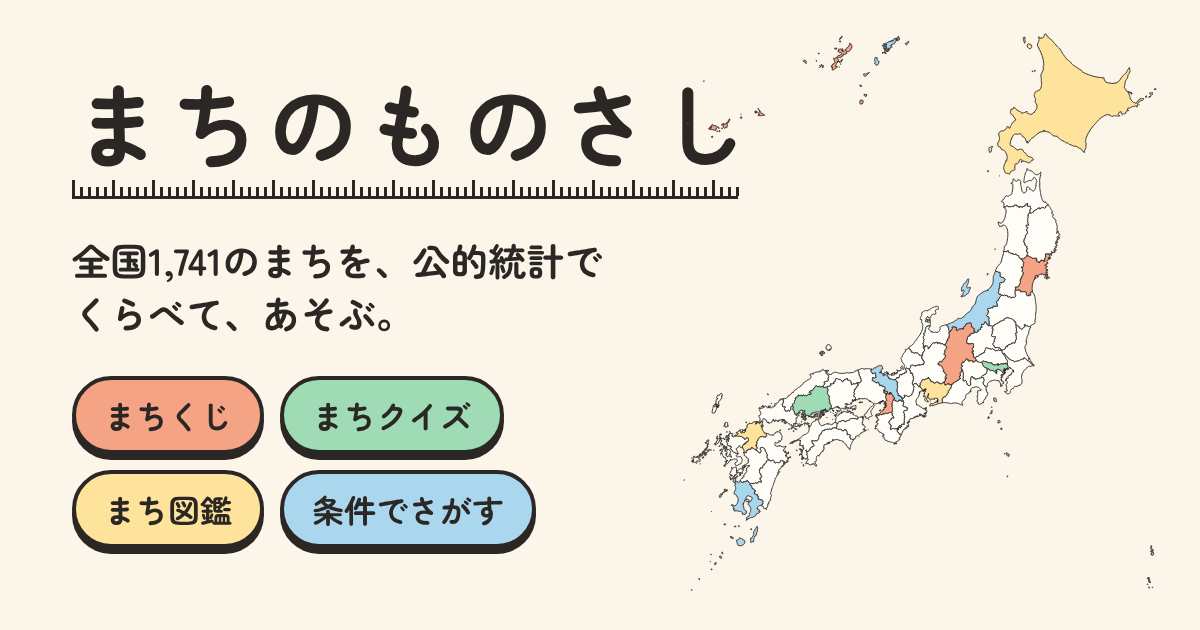 まちのものさし
全国1,741のまちを、公的統計で
くらべて、あそぶ。
まちくじ
まちクイズ
まち図鑑
条件でさがす